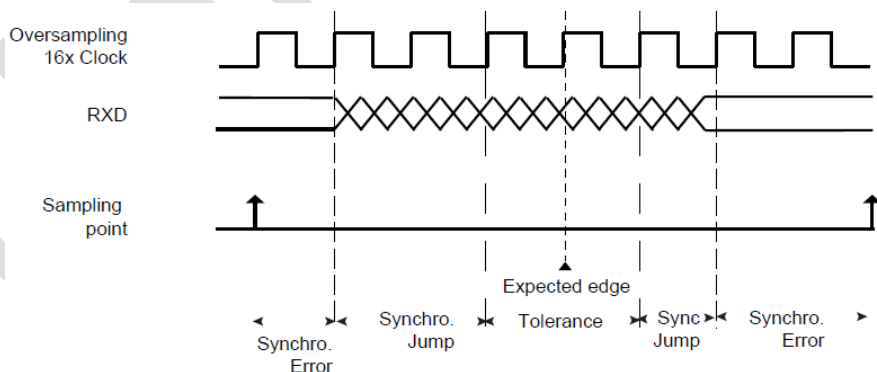 Oversampling
16x Clock
RXD
Sampling
point
Expected edge
Synchro.
Error
Synchro.
Jump
Tolerance
Sync
Jump
Synchro.
Error